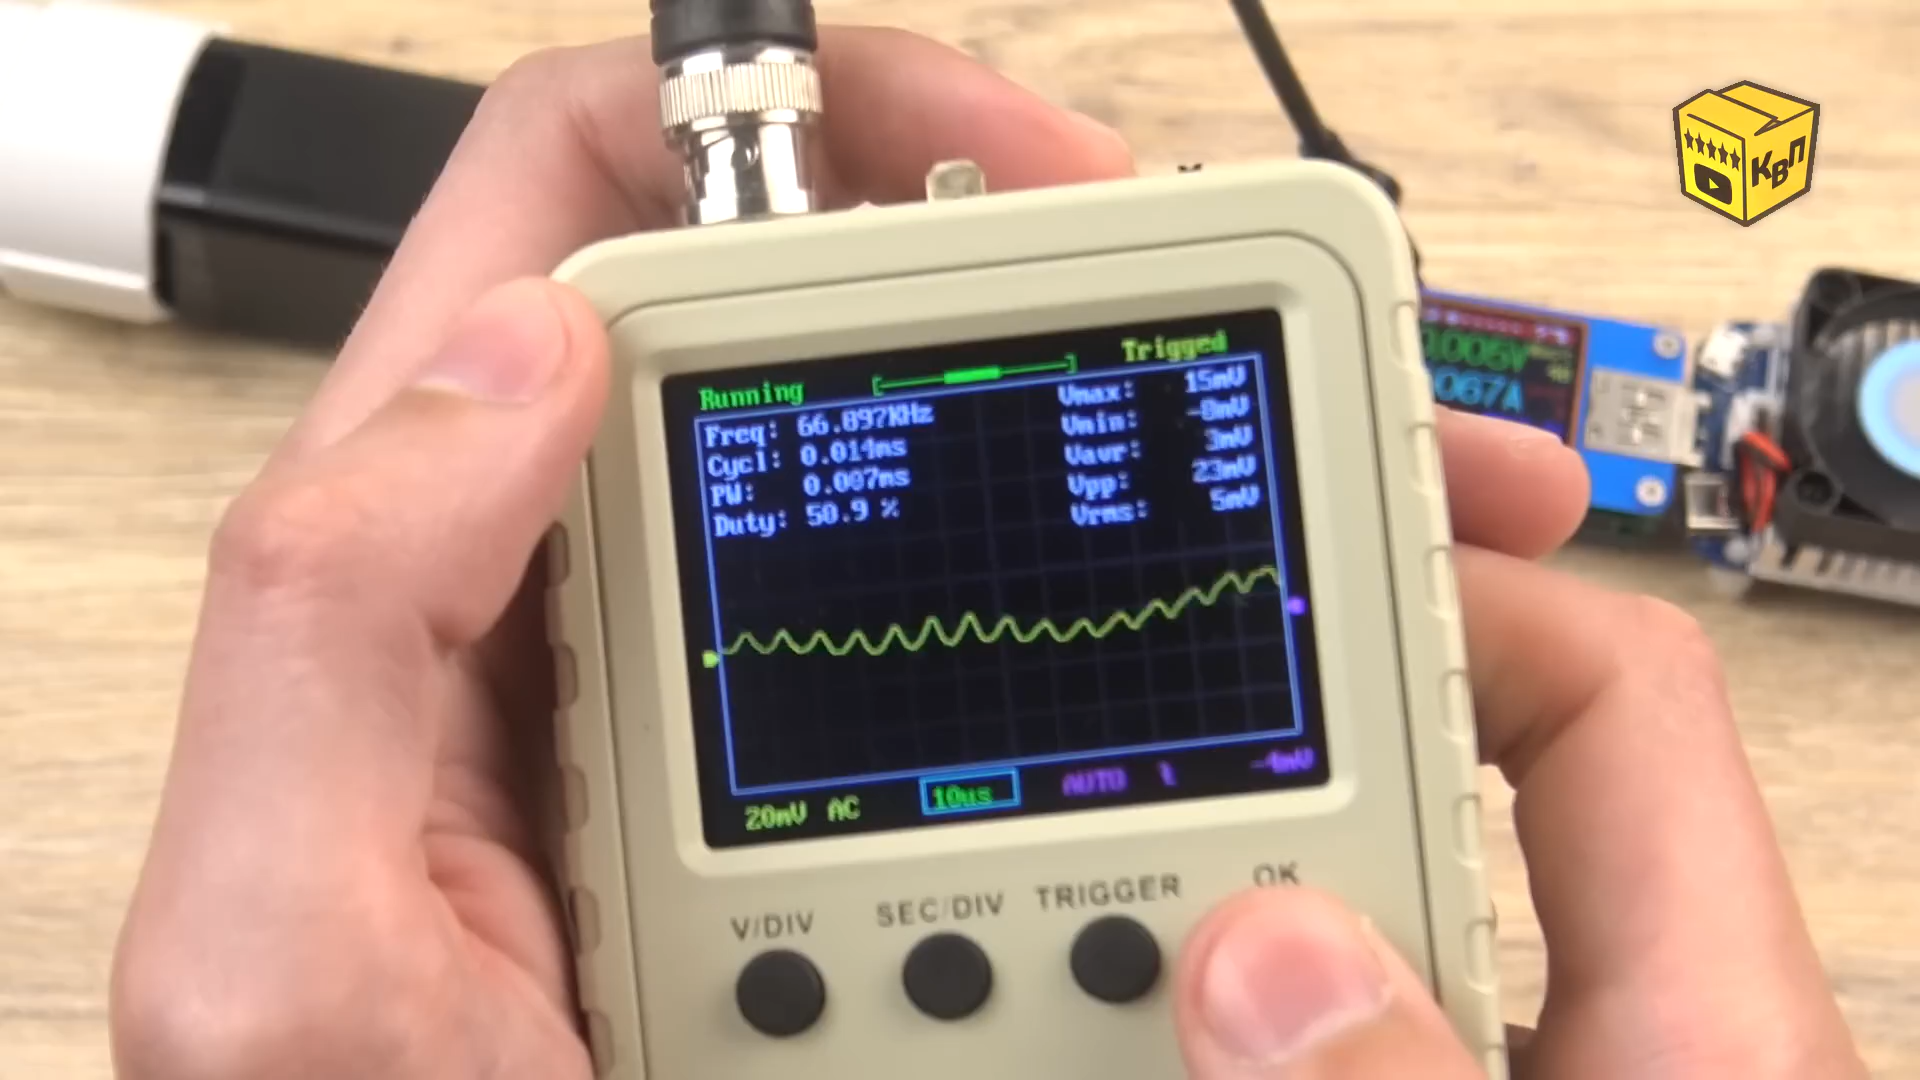 КВП
Running
Trigged
Freq: 66.897KHz
Cycl: 0.014ms
PW: 0.007ms
Duty: 50.9 %
Vmax: 15mV
Vmin: -8mV
Vavr: 3mV
Vpp: 23mV
Vrms: 5mV
20mV AC
10us
AUTO
-4mV
V/DIV
SEC/DIV
TRIGGER
OK